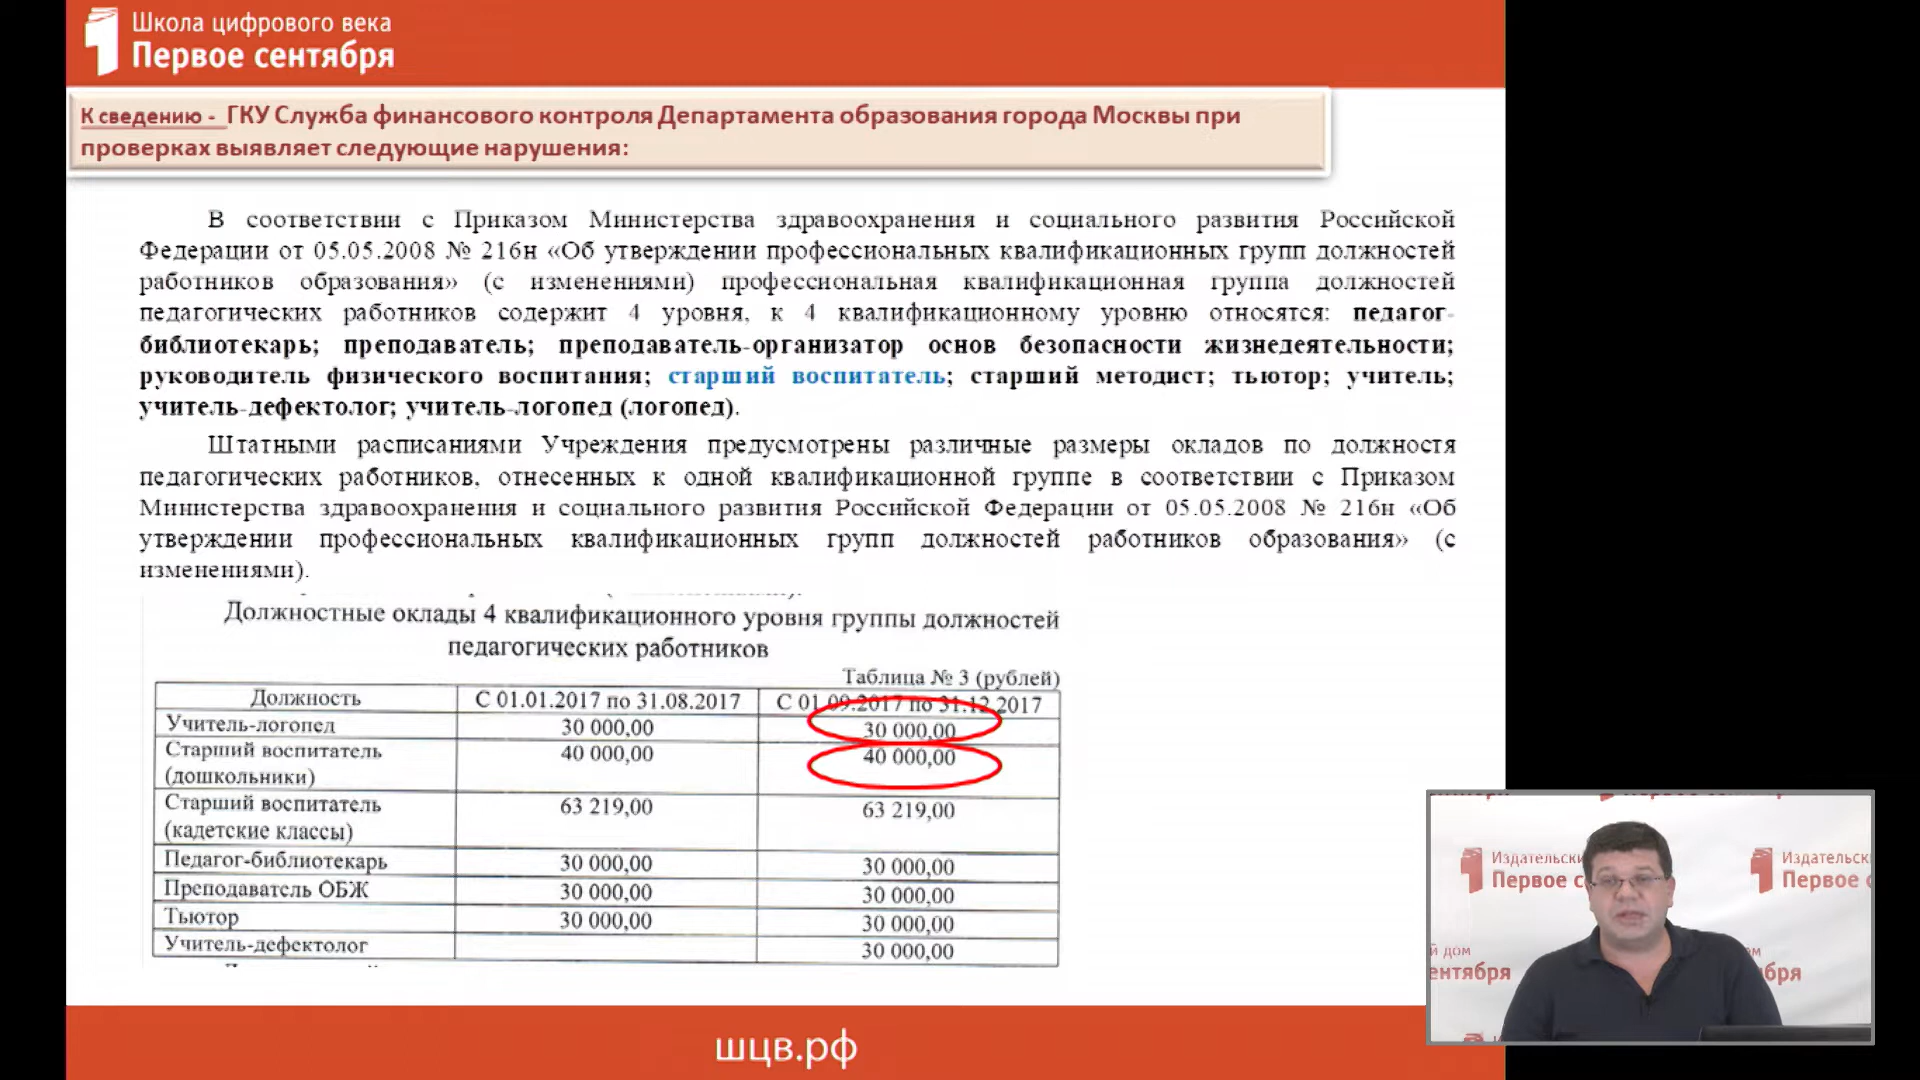 Школа цифрового века
Первое сентября
К сведению - ГКУ Служба финансового контроля Департамента образования города Москвы при
проверках выявляет следующие нарушения:
В соответствии с Приказом Министерства здравоохранения и социального развития Российской
Федерации от 05.05.2008 № 216н «Об утверждении профессиональных квалификационных групп должностей
работников образования» (с изменениями) профессиональная квалификационная группа должностей
педагогических работников содержит 4 уровня, к 4 квалификационному уровню относятся: педагог-
библиотекарь; преподаватель; преподаватель-организатор основ безопасности жизнедеятельности;
руководитель физического воспитания; старший воспитатель; старший методист; тьютор; учитель;
учитель-дефектолог; учитель-логопед (логопед).
Штатными расписаниями Учреждения предусмотрены различные размеры окладов по должностя
педагогических работников, отнесенных к одной квалификационной группе в соответствии с Приказом
Министерства здравоохранения и социального развития Российской Федерации от 05.05.2008 № 216н «Об
утверждении профессиональных квалификационных групп должностей работников образования» (с
изменениями).
Должностные оклады 4 квалификационного уровня группы должностей
педагогических работников
Таблица № 3 (рублей)
Должность С 01.01.2017 по 31.08.2017 С 01.09.2017 по 31.12.2017
Учитель-логопед 30 000,00 30 000,00
Старший воспитатель 40 000,00 40 000,00
(дошкольники)
Старший воспитатель 63 219,00 63 219,00
(кадетские классы)
Педагог-библиотекарь 30 000,00 30 000,00
Преподаватель ОБЖ 30 000,00 30 000,00
Тьютор 30 000,00 30 000,00
Учитель-дефектолог 30 000,00
шцв.рф
Издательски
Первое с
Издательск
Первое с
й дом
ентября
ом
ября